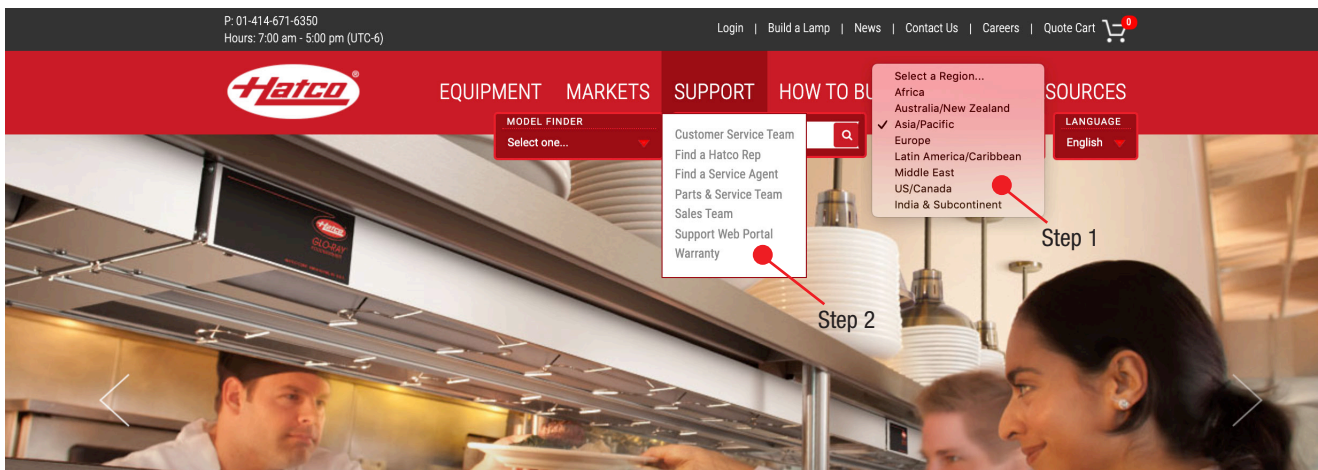 P: 01-414-671-6350
Hours: 7:00 am - 5:00 pm (UTC-6)
Login | Build a Lamp | News | Contact Us | Careers | Quote Cart 0
Hatco®
EQUIPMENT MARKETS SUPPORT HOW TO BU SOURCES
MODEL FINDER
Select one...
Customer Service Team
Find a Hatco Rep
Find a Service Agent
Parts & Service Team
Sales Team
Support Web Portal
Warranty
Select a Region...
Africa
Australia/New Zealand
✓ Asia/Pacific
Europe
Latin America/Caribbean
Middle East
US/Canada
India & Subcontinent
LANGUAGE
English
Step 1
Step 2
Hatco
GLO-RAY